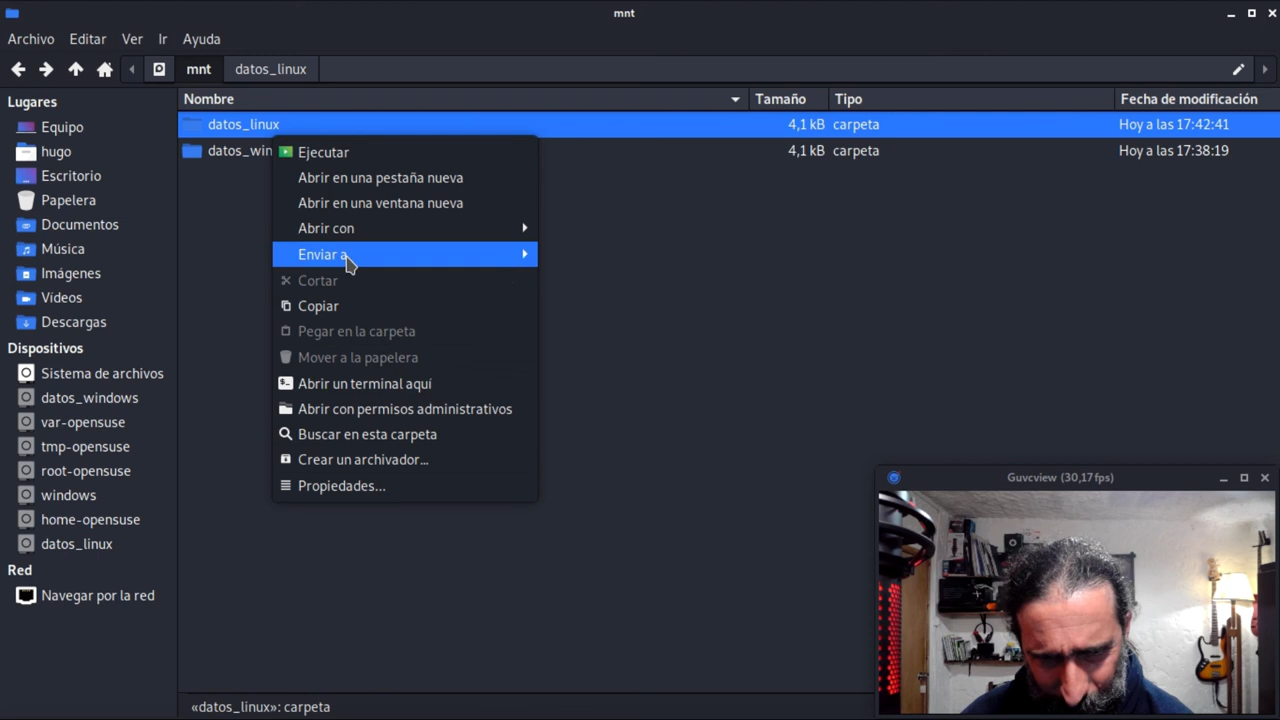 mnt
Archivo Editar Ver Ir Ayuda
mnt datos_linux
Lugares
Equipo
hugo
Escritorio
Papelera
Documentos
Música
Imágenes
Vídeos
Descargas
Dispositivos
Sistema de archivos
datos_windows
var-opensuse
tmp-opensuse
root-opensuse
windows
home-opensuse
datos_linux
Red
Navegar por la red
Nombre Tamaño Tipo Fecha de modificación
datos_linux 4,1 kB carpeta Hoy a las 17:42:41
datos_win 4,1 kB carpeta Hoy a las 17:38:19
Ejecutar
Abrir en una pestaña nueva
Abrir en una ventana nueva
Abrir con
Enviar a
Cortar
Copiar
Pegar en la carpeta
Mover a la papelera
Abrir un terminal aquí
Abrir con permisos administrativos
Buscar en esta carpeta
Crear un archivador...
Propiedades...
«datos_linux»: carpeta
Guvcview (30,17 fps)